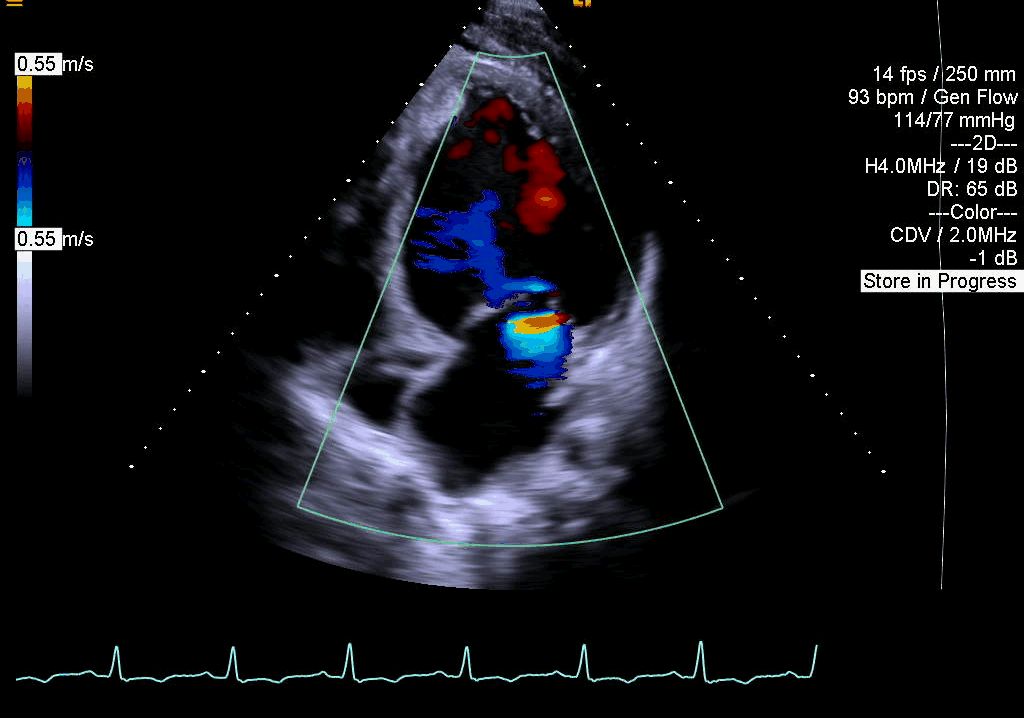 0.55 m/s
0.55 m/s
14 fps / 250 mm
93 bpm / Gen Flow
114/77 mmHg
---2D---
H4.0MHz / 19 dB
DR: 65 dB
---Color---
CDV / 2.0MHz
-1 dB
Store in Progress